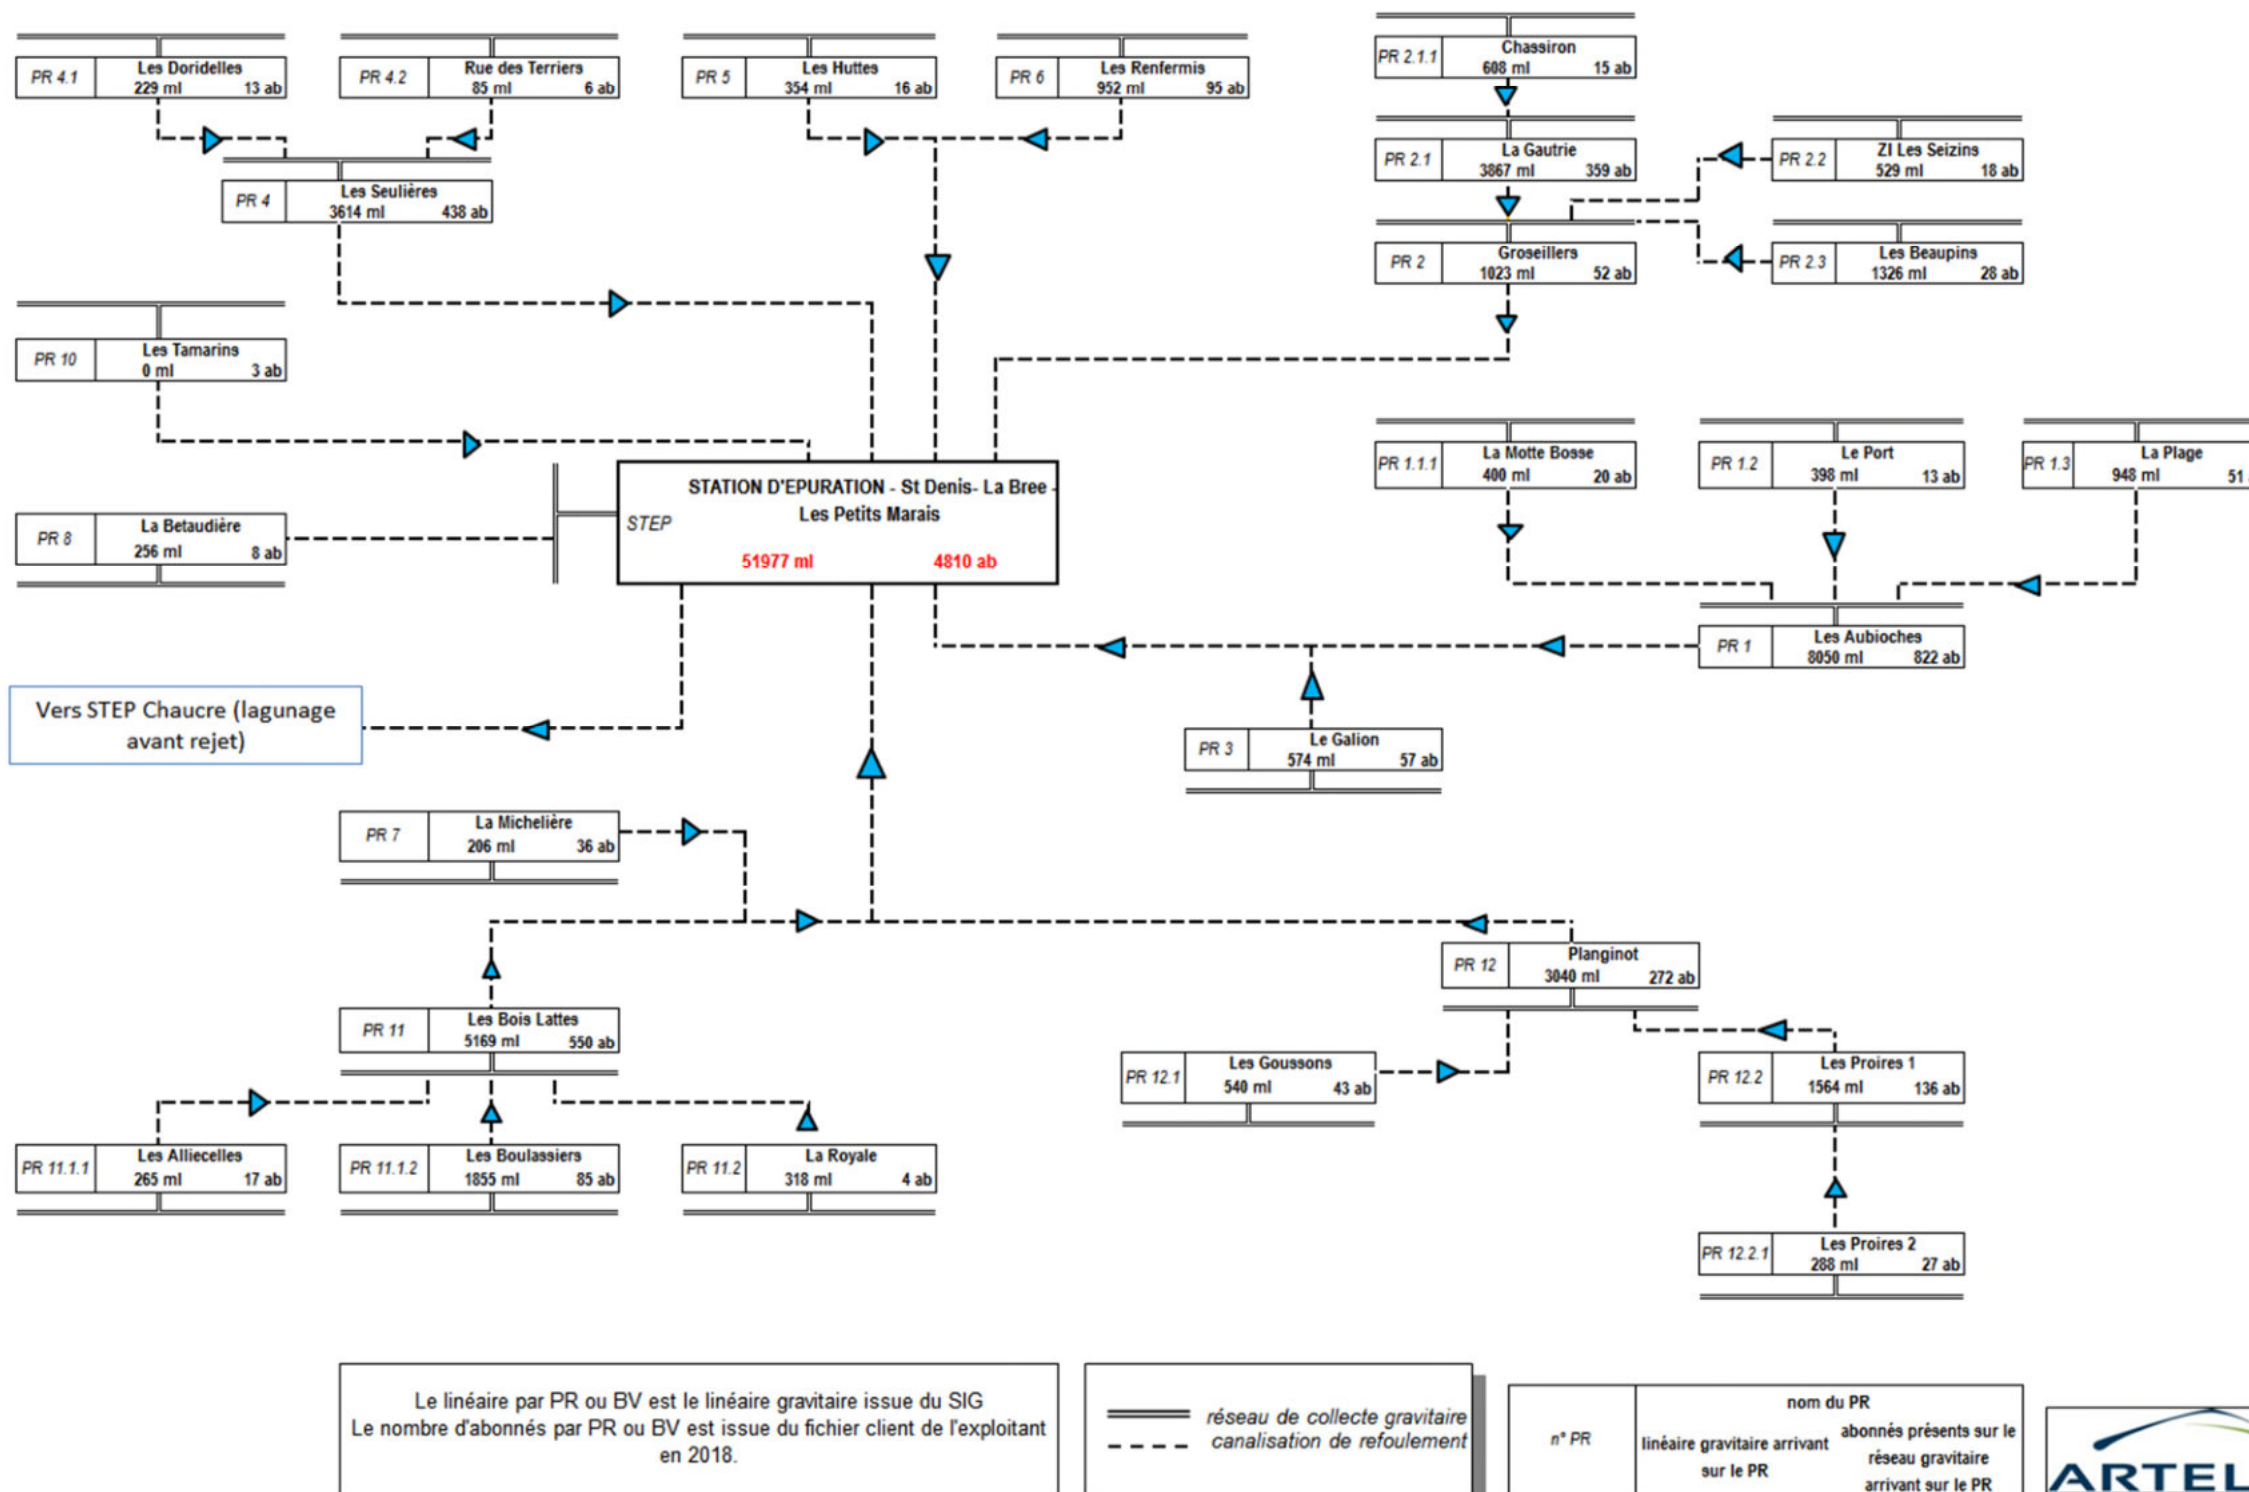 PR 4.1
Les Doridelles
229 ml 13 ab
PR 4.2
Rue des Terriers
85 ml 6 ab
PR 5
Les Huttes
354 ml 16 ab
PR 6
Les Renfermis
952 ml 95 ab
PR 2.1.1
Chassiron
608 ml 15 ab
PR 2.1
La Gautrie
3867 ml 359 ab
PR 2.2
ZI Les Seizins
529 ml 18 ab
PR 4
Les Seulières
3614 ml 438 ab
PR 2
Groseillers
1023 ml 52 ab
PR 2.3
Les Beaupins
1326 ml 28 ab
PR 10
Les Tamarins
0 ml 3 ab
PR 1.1.1
La Motte Bosse
400 ml 20 ab
PR 1.2
Le Port
398 ml 13 ab
PR 1.3
La Plage
948 ml 51
STEP
STATION D'EPURATION - St Denis- La Bree -
Les Petits Marais
51977 ml 4810 ab
PR 8
La Betaudière
256 ml 8 ab
PR 1
Les Aubioches
8050 ml 822 ab
Vers STEP Chaucre (lagunage
avant rejet)
PR 3
Le Galion
574 ml 57 ab
PR 7
La Michelière
206 ml 36 ab
PR 12
Planginot
3040 ml 272 ab
PR 11
Les Bois Lattes
5169 ml 550 ab
PR 12.1
Les Goussons
540 ml 43 ab
PR 12.2
Les Proires 1
1564 ml 136 ab
PR 11.1.1
Les Alliecelles
265 ml 17 ab
PR 11.1.2
Les Boulassiers
1855 ml 85 ab
PR 11.2
La Royale
318 ml 4 ab
PR 12.2.1
Les Proires 2
288 ml 27 ab
Le linéaire par PR ou BV est le linéaire gravitaire issue du SIG
Le nombre d'abonnés par PR ou BV est issue du fichier client de l'exploitant
en 2018.
réseau de collecte gravitaire
canalisation de refoulement
n° PR
nom du PR
linéaire gravitaire arrivant
sur le PR
abonnés présents sur le
réseau gravitaire
arrivant sur le PR
ARTEL